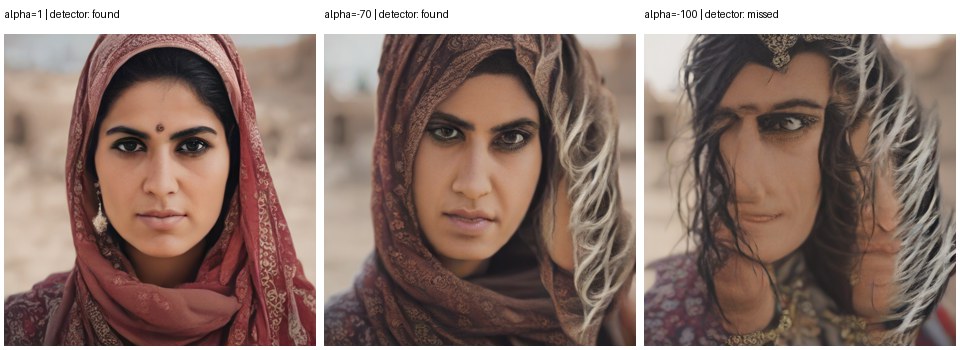 alpha=1 | detector: found
alpha=-70 | detector: found
alpha=-100 | detector: missed